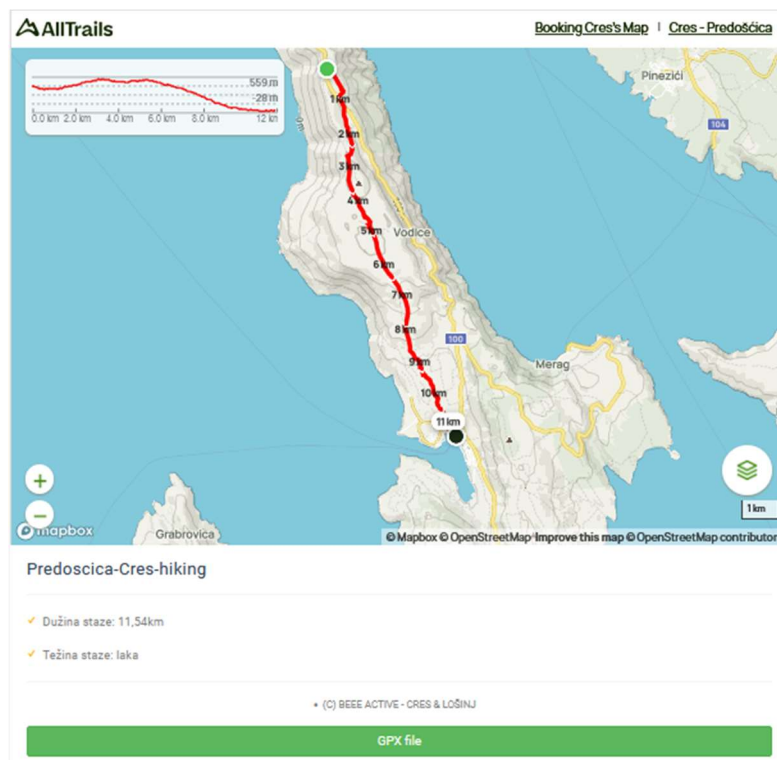 AllTrails
Booking Cres's Map | Cres - Predošćica
559 m
28 m
0.0 km 2.0 km 4.0 km 6.0 km 8.0 km 12 km
Pinezići
104
1 km
2 km
3 km
4 km
5 km
Vodice
6 km
7 km
8 km
100
9 km
Merag
10 km
11 km
+
−
1 km
mapbox
Grabrovica
© Mapbox © OpenStreetMap Improve this map © OpenStreetMap contributor
Predoscica-Cres-hiking
Dužina staze: 11,54km
Težina staze: laka
• (C) BEEE ACTIVE - CRES & LOŠINJ
GPX file